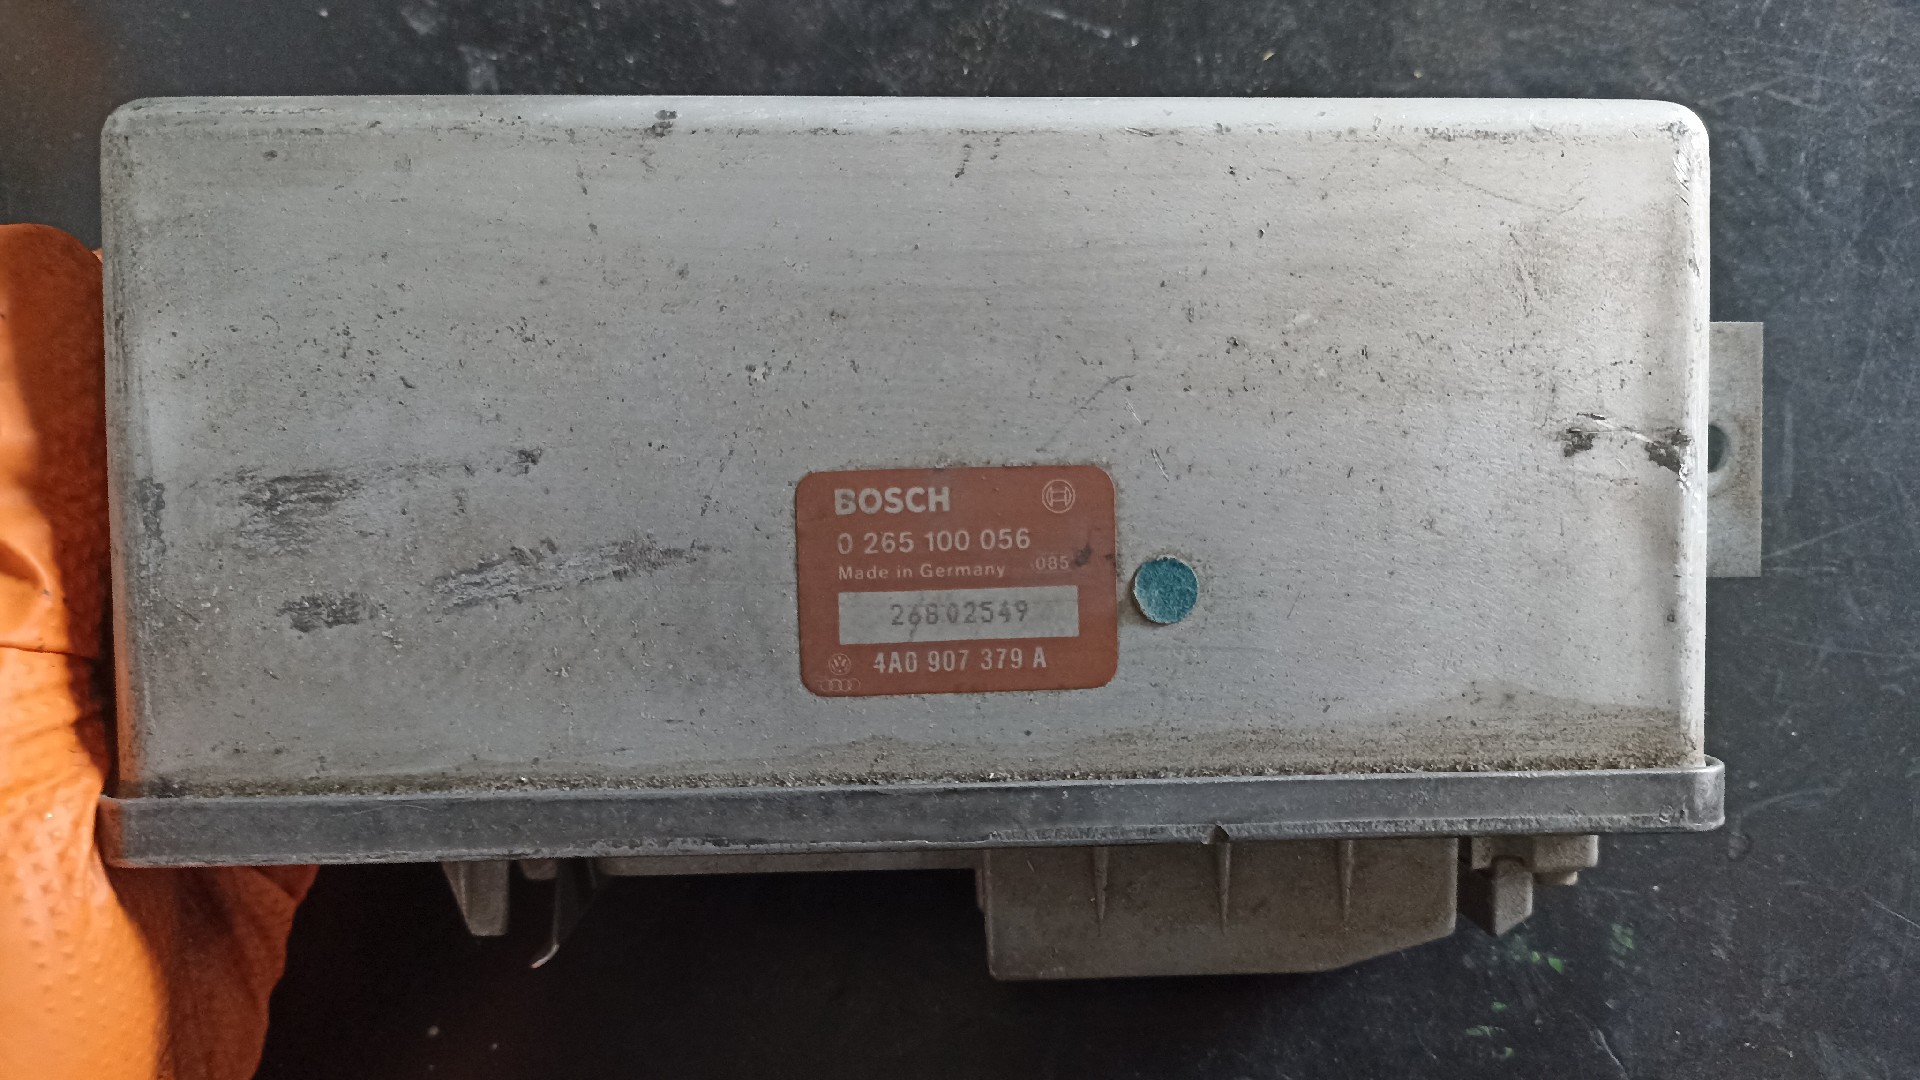 BOSCH
0 265 100 056
Made in Germany 085
26802549
4A0 907 379 A